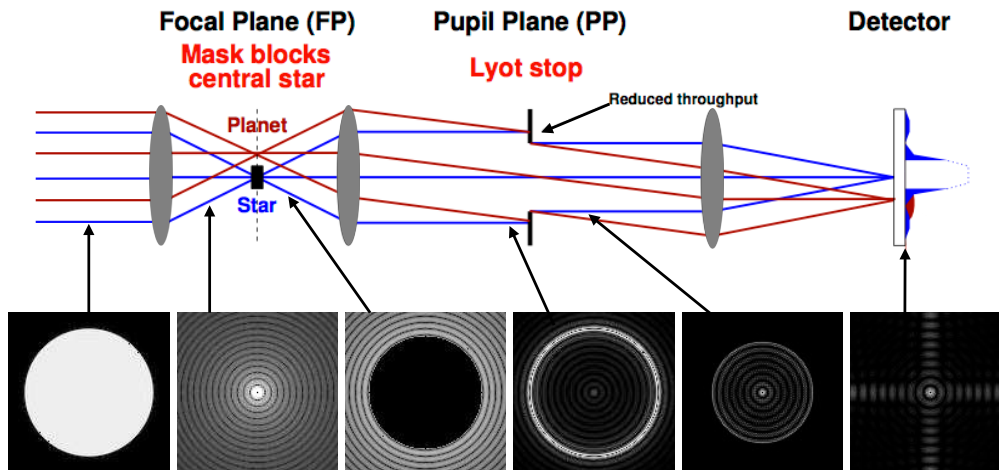 Focal Plane (FP)
Mask blocks
central star
Pupil Plane (PP)
Lyot stop
Detector
Reduced throughput
Planet
Star